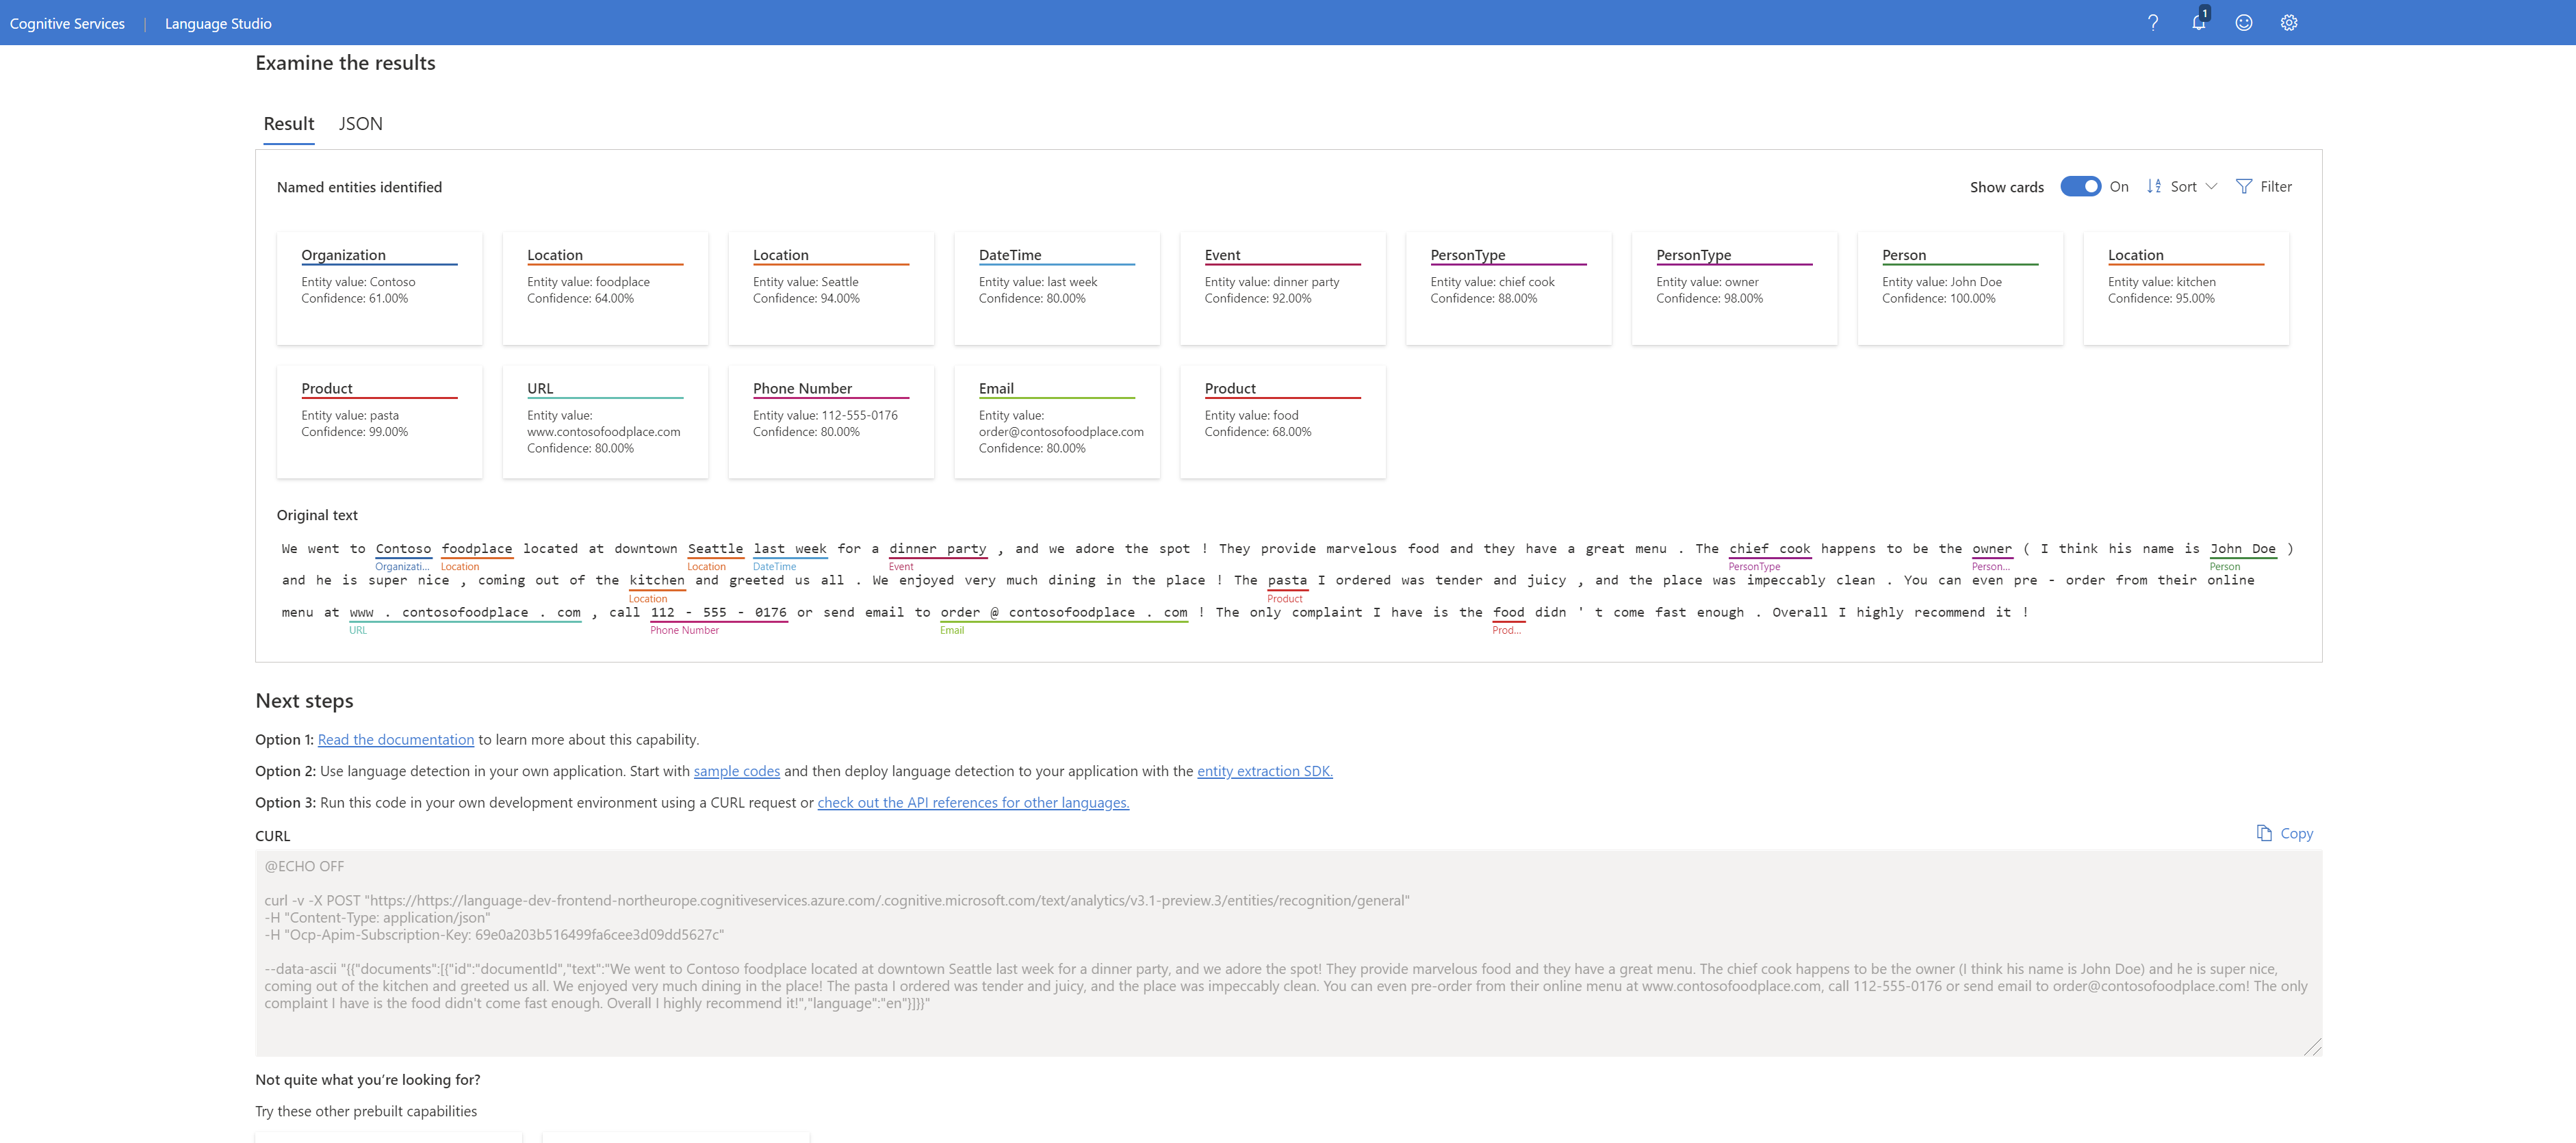 Cognitive Services | Language Studio
1
Examine the results
Result JSON
Named entities identified
Show cards On Sort Filter
Organization
Entity value: Contoso
Confidence: 61.00%
Location
Entity value: foodplace
Confidence: 64.00%
Location
Entity value: Seattle
Confidence: 94.00%
DateTime
Entity value: last week
Confidence: 80.00%
Event
Entity value: dinner party
Confidence: 92.00%
PersonType
Entity value: chief cook
Confidence: 88.00%
PersonType
Entity value: owner
Confidence: 98.00%
Person
Entity value: John Doe
Confidence: 100.00%
Location
Entity value: kitchen
Confidence: 95.00%
Product
Entity value: pasta
Confidence: 99.00%
URL
Entity value:
www.contosofoodplace.com
Confidence: 80.00%
Phone Number
Entity value: 112-555-0176
Confidence: 80.00%
Email
Entity value:
order@contosofoodplace.com
Confidence: 80.00%
Product
Entity value: food
Confidence: 68.00%
Original text
We went to Contoso foodplace located at downtown Seattle last week for a dinner party , and we adore the spot ! They provide marvelous food and they have a great menu . The chief cook happens to be the owner ( I think his name is John Doe )
Organizati... Location Location DateTime Event PersonType Person... Person
and he is super nice , coming out of the kitchen and greeted us all . We enjoyed very much dining in the place ! The pasta I ordered was tender and juicy , and the place was impeccably clean . You can even pre - order from their online
Location Product
menu at www . contosofoodplace . com , call 112 - 555 - 0176 or send email to order @ contosofoodplace . com ! The only complaint I have is the food didn ' t come fast enough . Overall I highly recommend it !
URL Phone Number Email Prod...
Next steps
Option 1: Read the documentation to learn more about this capability.
Option 2: Use language detection in your own application. Start with sample codes and then deploy language detection to your application with the entity extraction SDK.
Option 3: Run this code in your own development environment using a CURL request or check out the API references for other languages.
CURL
Copy
@ECHO OFF
curl -v -X POST "https://https://language-dev-frontend-northeurope.cognitiveservices.azure.com/.cognitive.microsoft.com/text/analytics/v3.1-preview.3/entities/recognition/general"
-H "Content-Type: application/json"
-H "Ocp-Apim-Subscription-Key: 69e0a203b516499fa6cee3d09dd5627c"
--data-ascii "{{"documents":[{"id":"documentId","text":"We went to Contoso foodplace located at downtown Seattle last week for a dinner party, and we adore the spot! They provide marvelous food and they have a great menu. The chief cook happens to be the owner (I think his name is John Doe) and he is super nice,
coming out of the kitchen and greeted us all. We enjoyed very much dining in the place! The pasta I ordered was tender and juicy, and the place was impeccably clean. You can even pre-order from their online menu at www.contosofoodplace.com, call 112-555-0176 or send email to order@contosofoodplace.com! The only
complaint I have is the food didn't come fast enough. Overall I highly recommend it!","language":"en"}]}}"
Not quite what you're looking for?
Try these other prebuilt capabilities